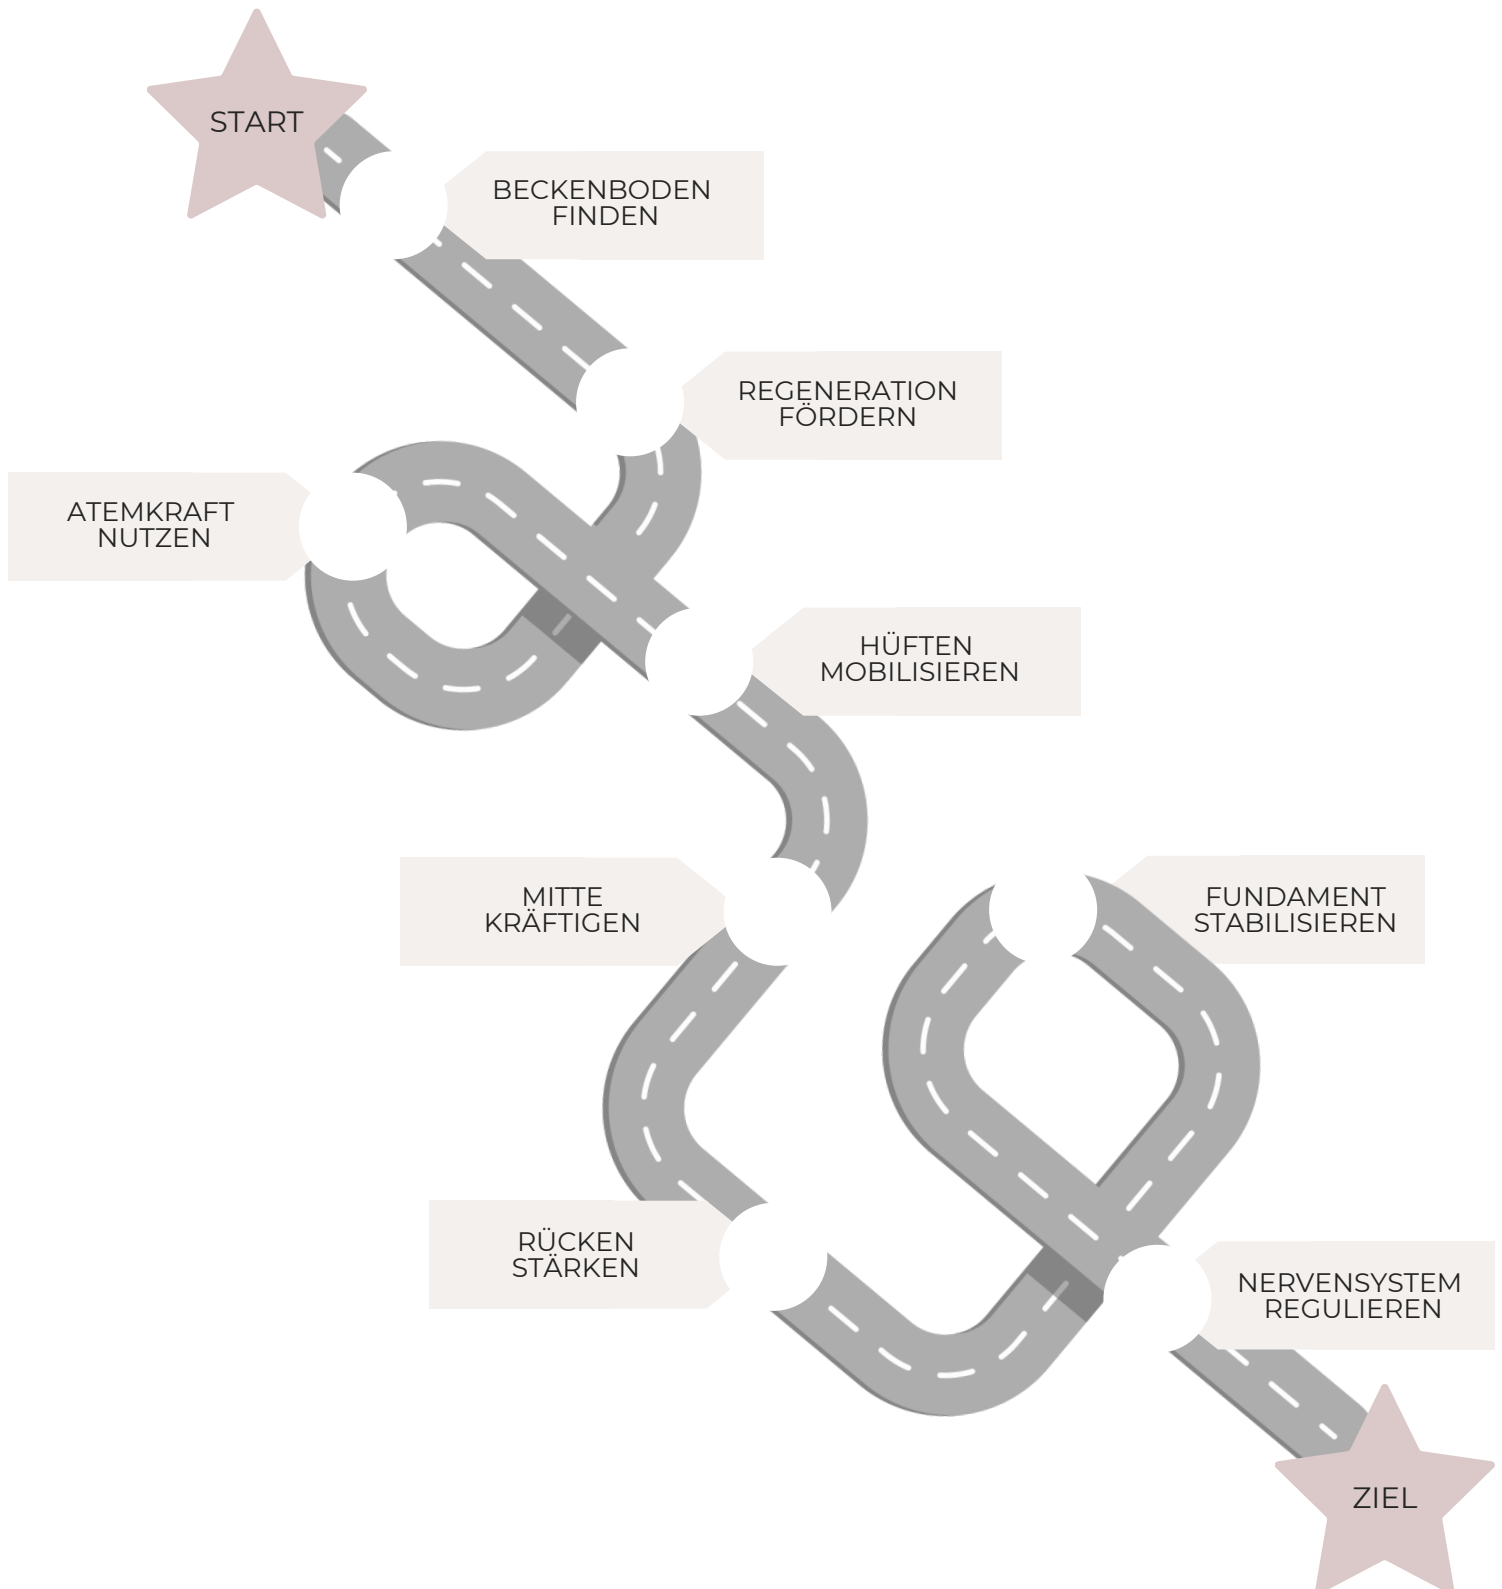 START
BECKENBODEN
FINDEN
REGENERATION
FÖRDERN
ATEMKRAFT
NUTZEN
HÜFTEN
MOBILISIEREN
MITTE
KRÄFTIGEN
FUNDAMENT
STABILISIEREN
RÜCKEN
STÄRKEN
NERVENSYSTEM
REGULIEREN
ZIEL